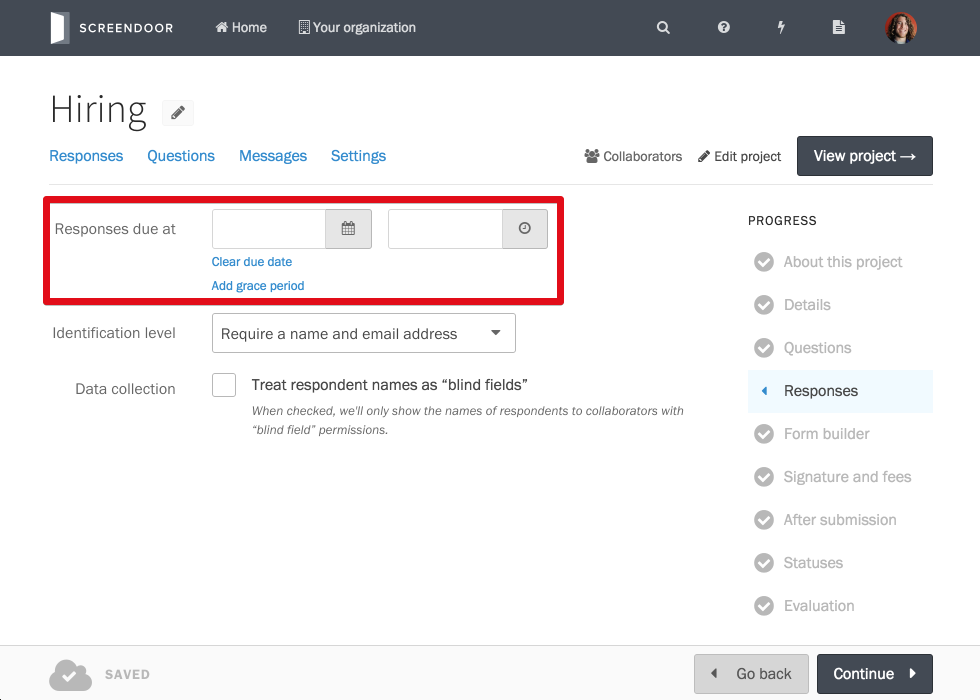 SCREENDOOR
Home
Your organization
Hiring
Responses
Questions
Messages
Settings
Collaborators
Edit project
View project →
Responses due at
Clear due date
Add grace period
Identification level
Require a name and email address
Data collection
Treat respondent names as “blind fields”
When checked, we'll only show the names of respondents to collaborators with
“blind field” permissions.
PROGRESS
About this project
Details
Questions
Responses
Form builder
Signature and fees
After submission
Statuses
Evaluation
SAVED
Go back
Continue